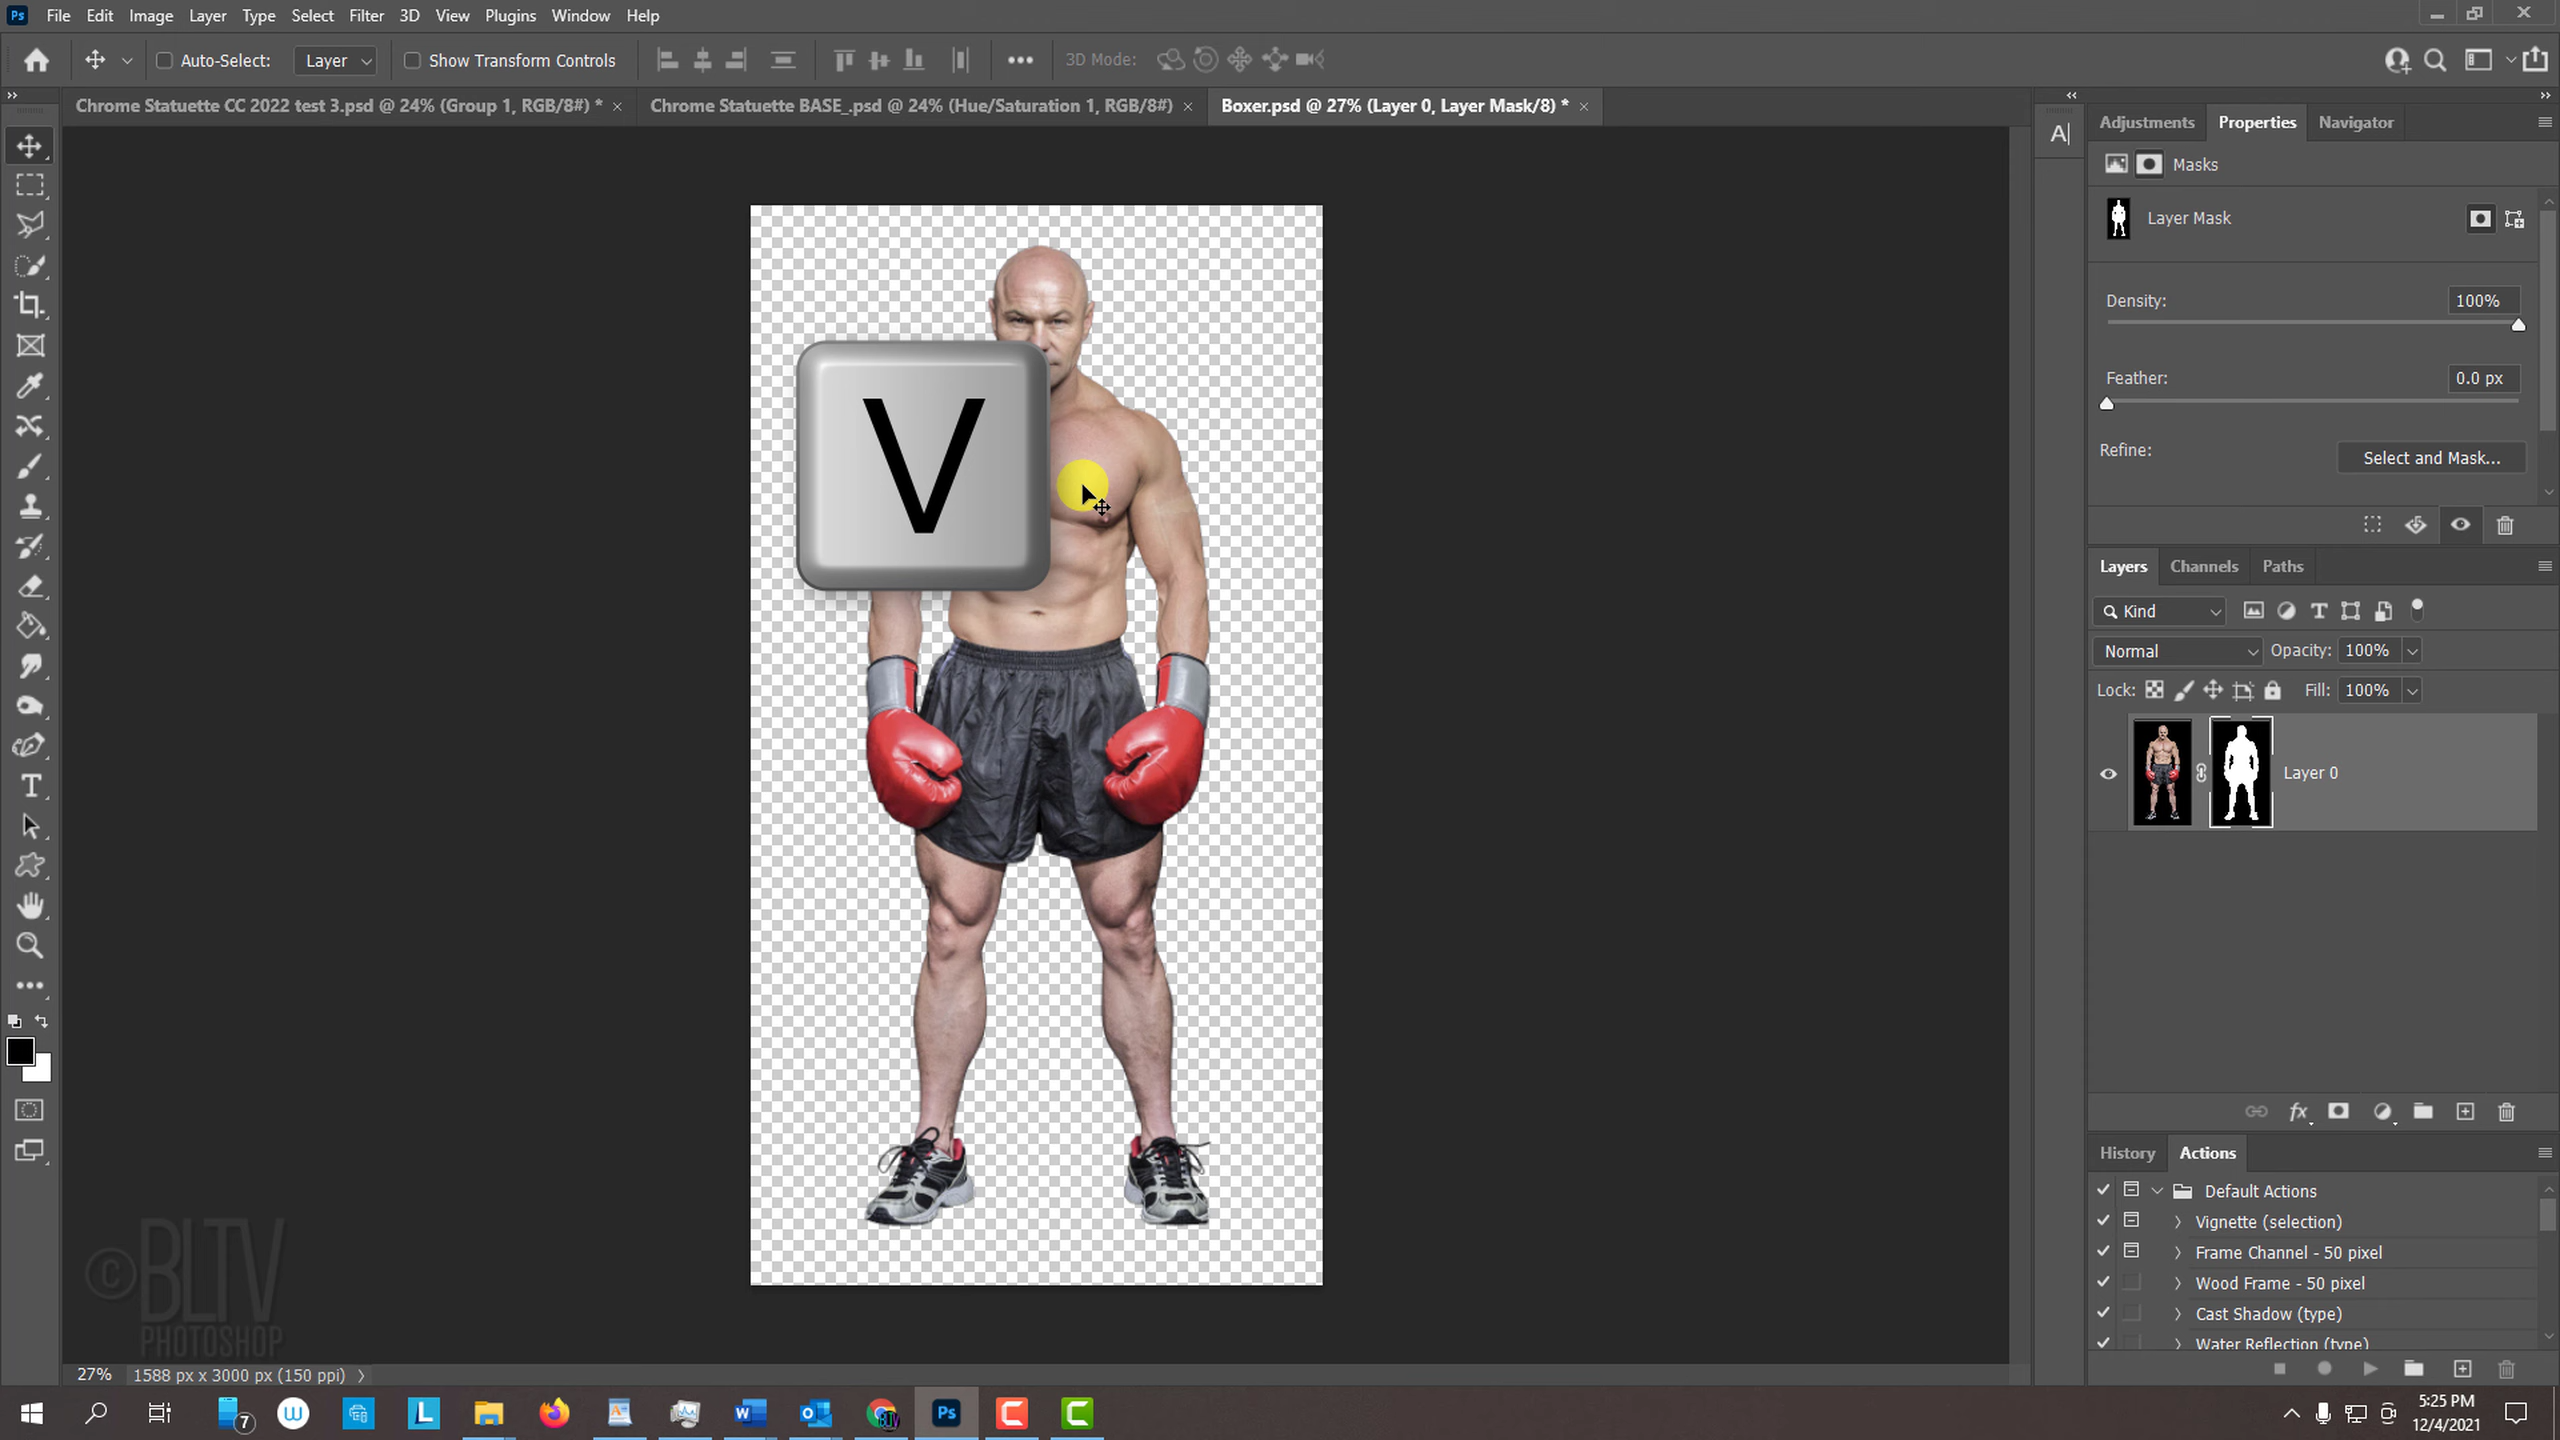 Ps File Edit Image Layer Type Select Filter 3D View Plugins Window Help
Auto-Select: Layer Show Transform Controls 3D Mode:
Chrome Statuette CC 2022 test 3.psd @ 24% (Group 1, RGB/8#) * × Chrome Statuette BASE_.psd @ 24% (Hue/Saturation 1, RGB/8#) × Boxer.psd @ 27% (Layer 0, Layer Mask/8) * ×
Adjustments Properties Navigator
Masks
Layer Mask
Density: 100%
Feather: 0.0 px
Refine: Select and Mask...
V
Layers Channels Paths
Kind
Normal Opacity: 100%
Lock: Fill: 100%
Layer 0
fx
History Actions
Default Actions
Vignette (selection)
Frame Channel - 50 pixel
Wood Frame - 50 pixel
Cast Shadow (type)
Water Reflection (type)
©BLTV
PHOTOSHOP
27% 1588 px x 3000 px (150 ppi)
7
Ps
5:25 PM
12/4/2021